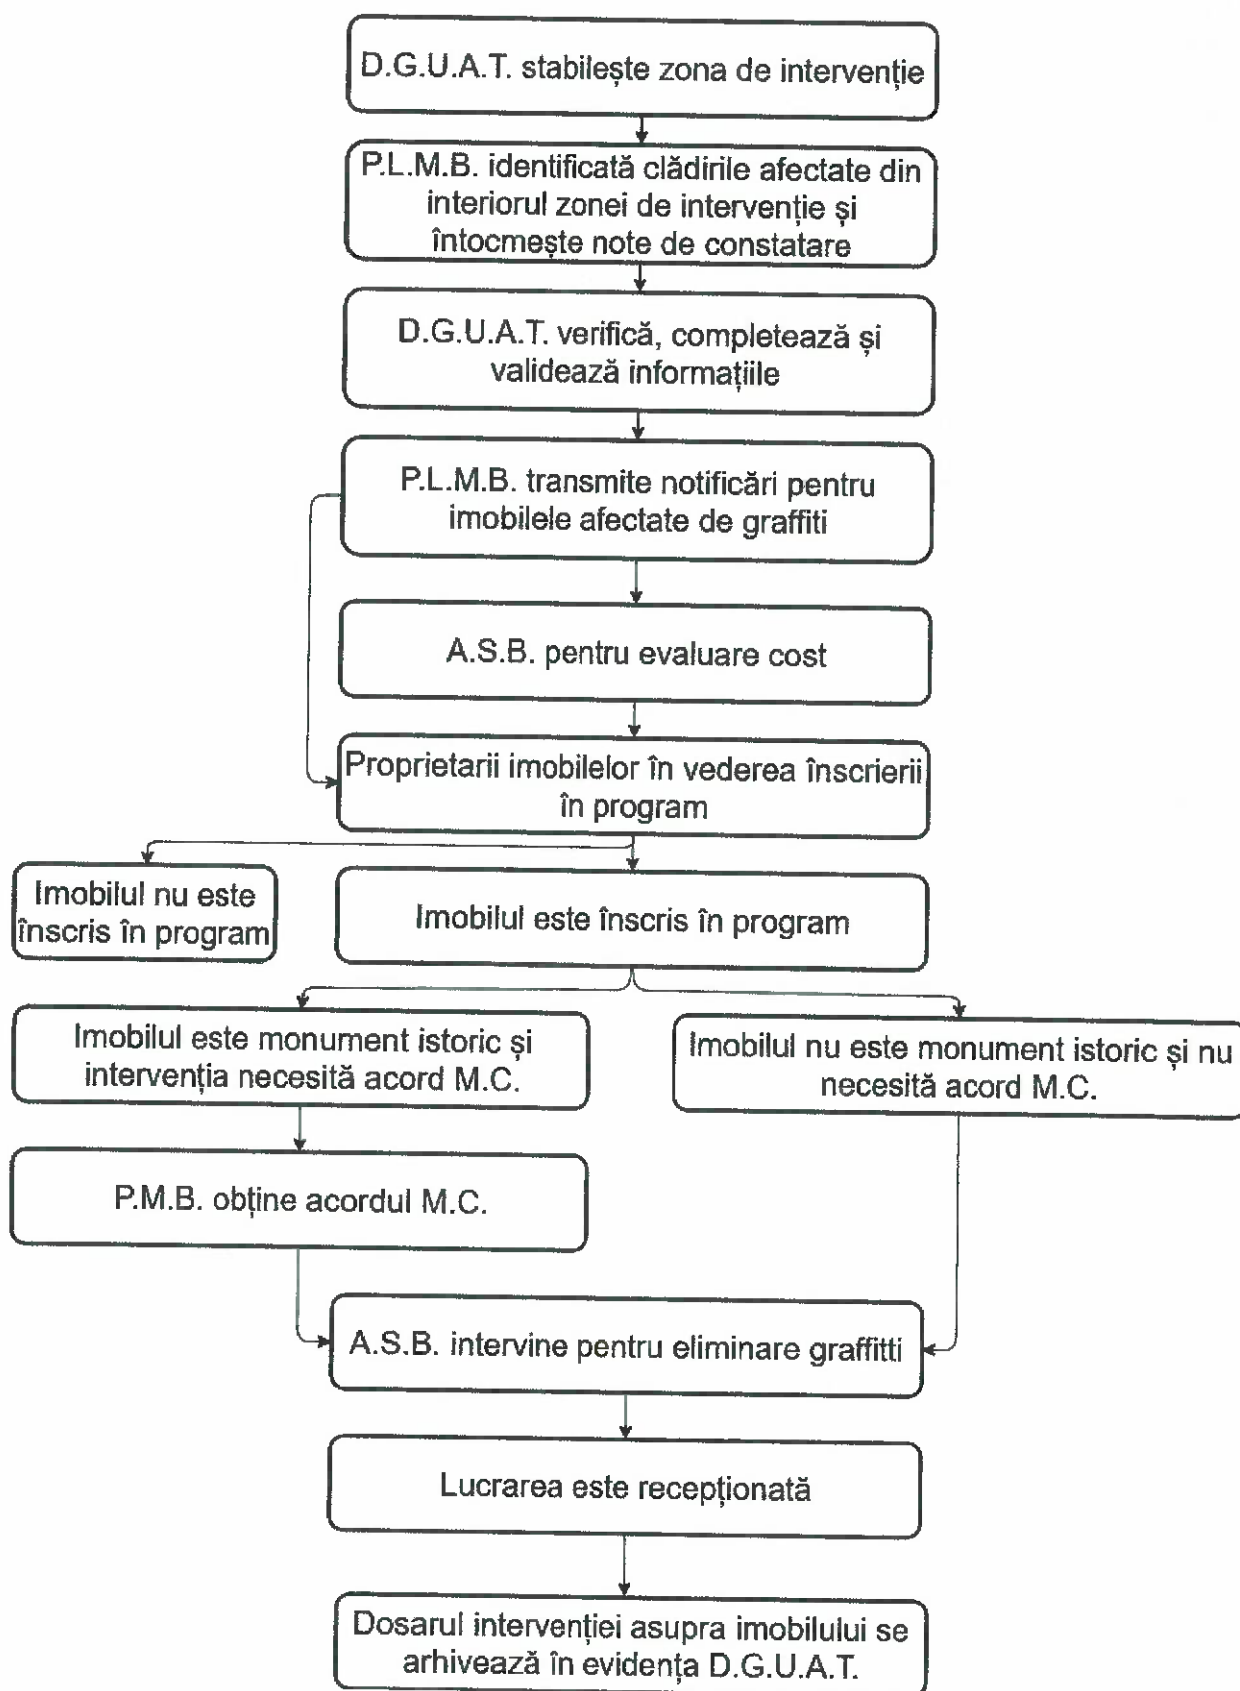 D.G.U.A.T. stabilește zona de intervenție
P.L.M.B. identificată clădirile afectate din
interiorul zonei de intervenție și
întocmește note de constatare
D.G.U.A.T. verifică, completează și
validează informațiile
P.L.M.B. transmite notificări pentru
imobilele afectate de graffiti
A.S.B. pentru evaluare cost
Proprietarii imobilelor în vederea înscrierii
în program
Imobilul nu este
înscris în program
Imobilul este înscris în program
Imobilul este monument istoric și
intervenția necesită acord M.C.
Imobilul nu este monument istoric și nu
necesită acord M.C.
P.M.B. obține acordul M.C.
A.S.B. intervine pentru eliminare graffitti
Lucrarea este recepționată
Dosarul intervenției asupra imobilului se
arhivează în evidența D.G.U.A.T.